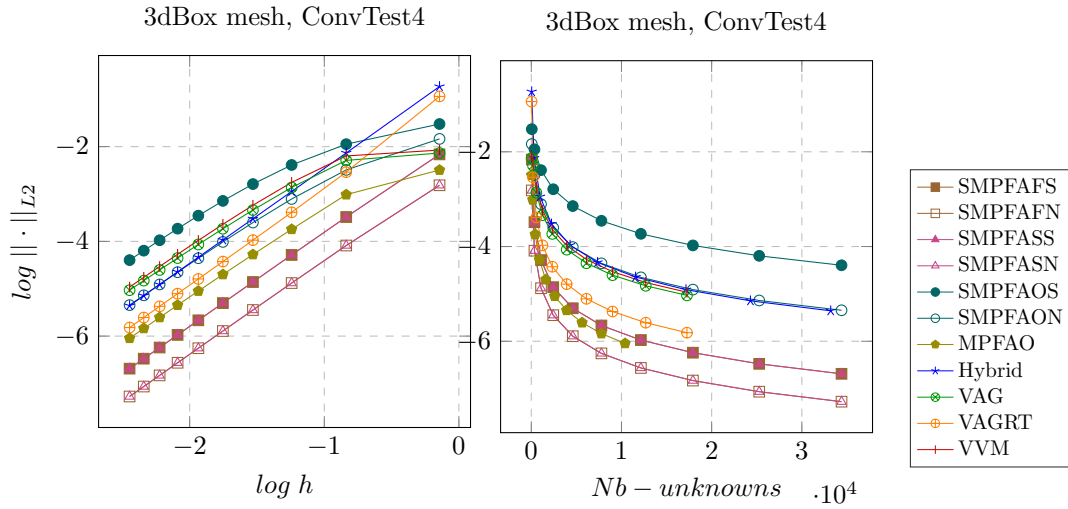 3dBox mesh, ConvTest4
3dBox mesh, ConvTest4
log || · ||L2
−2
−4
−6
−2
−1
0
log h
−2
−4
−6
0
1
2
3
Nb − unknowns
·10^4
SMPFAFS
SMPFAFN
SMPFASS
SMPFASN
SMPFAOS
SMPFAON
MPFAO
Hybrid
VAG
VAGRT
VVM